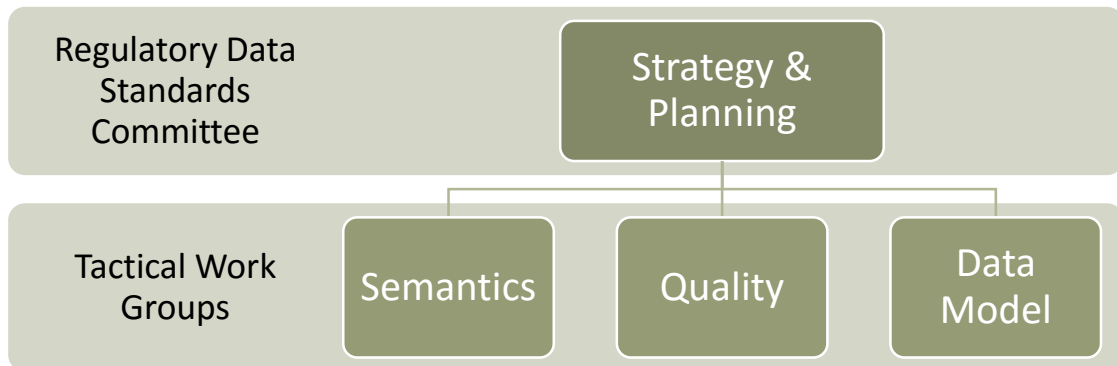 Regulatory Data
Standards
Committee
Strategy &
Planning
Tactical Work
Groups
Semantics
Quality
Data
Model